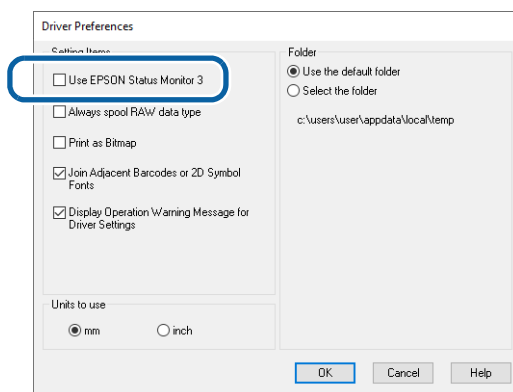 Driver Preferences
Setting Items
Use EPSON Status Monitor 3
Always spool RAW data type
Print as Bitmap
Join Adjacent Barcodes or 2D Symbol
Fonts
Display Operation Warning Message for
Driver Settings
Units to use
mm
inch
Folder
Use the default folder
Select the folder
c:\users\user\appdata\local\temp
OK
Cancel
Help